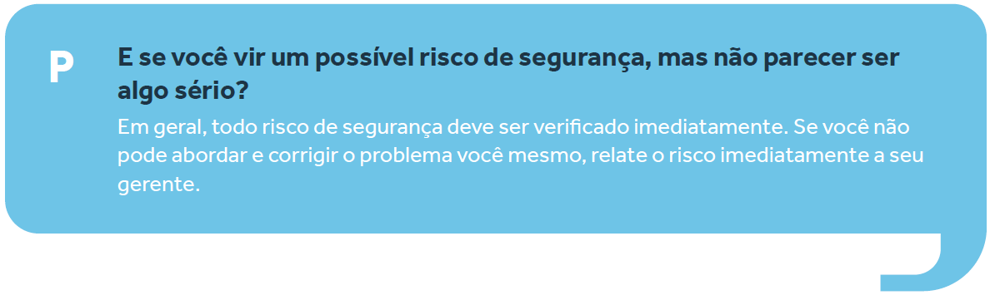 P
E se você vir um possível risco de segurança, mas não parecer ser
algo sério?
Em geral, todo risco de segurança deve ser verificado imediatamente. Se você não
pode abordar e corrigir o problema você mesmo, relate o risco imediatamente a seu
gerente.